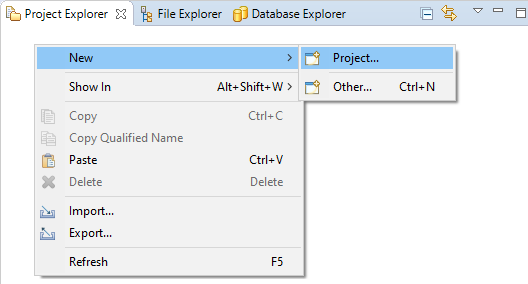 Project Explorer File Explorer Database Explorer
New Project...
Show In Alt+Shift+W Other... Ctrl+N
Copy Ctrl+C
Copy Qualified Name
Paste Ctrl+V
Delete Delete
Import...
Export...
Refresh F5